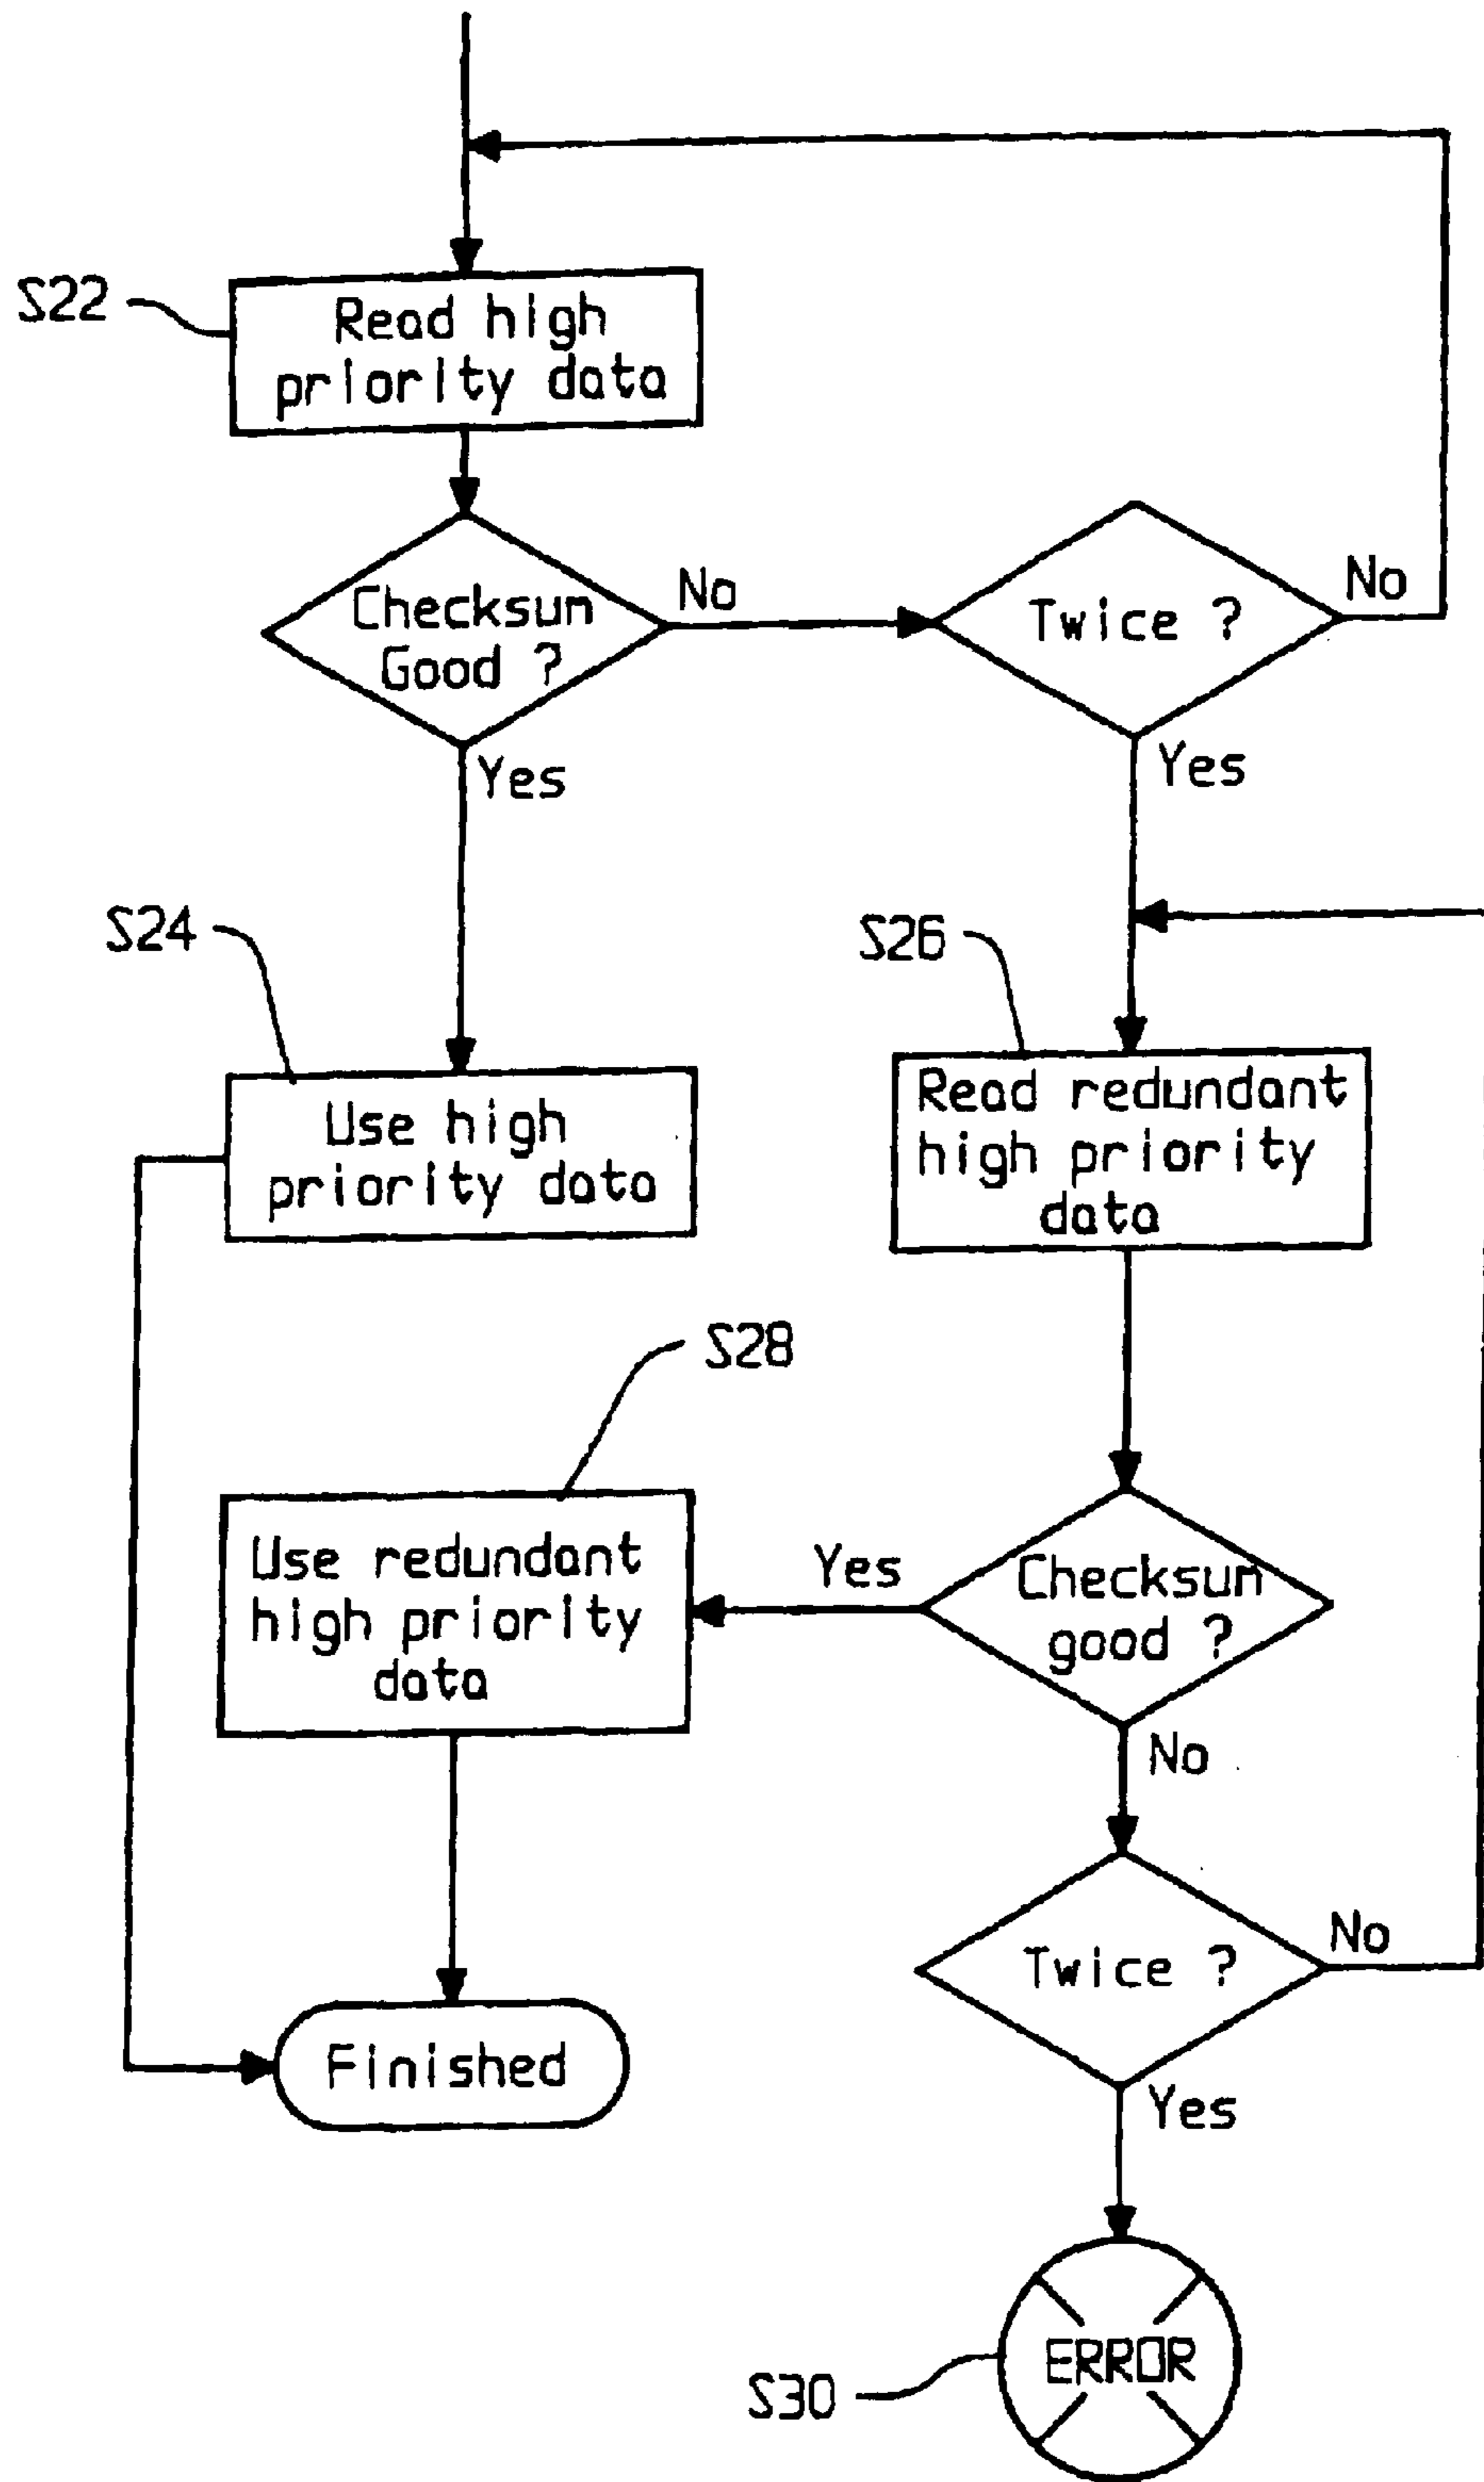 S22
Read high
priority data
Checksum
Good ?
No
Twice ?
No
Yes
Yes
S24
S26
Use high
priority data
Read redundant
high priority
data
S28
Use redundant
high priority
data
Yes
Checksum
good ?
No
Twice ?
No
Finished
Yes
ERROR
S30